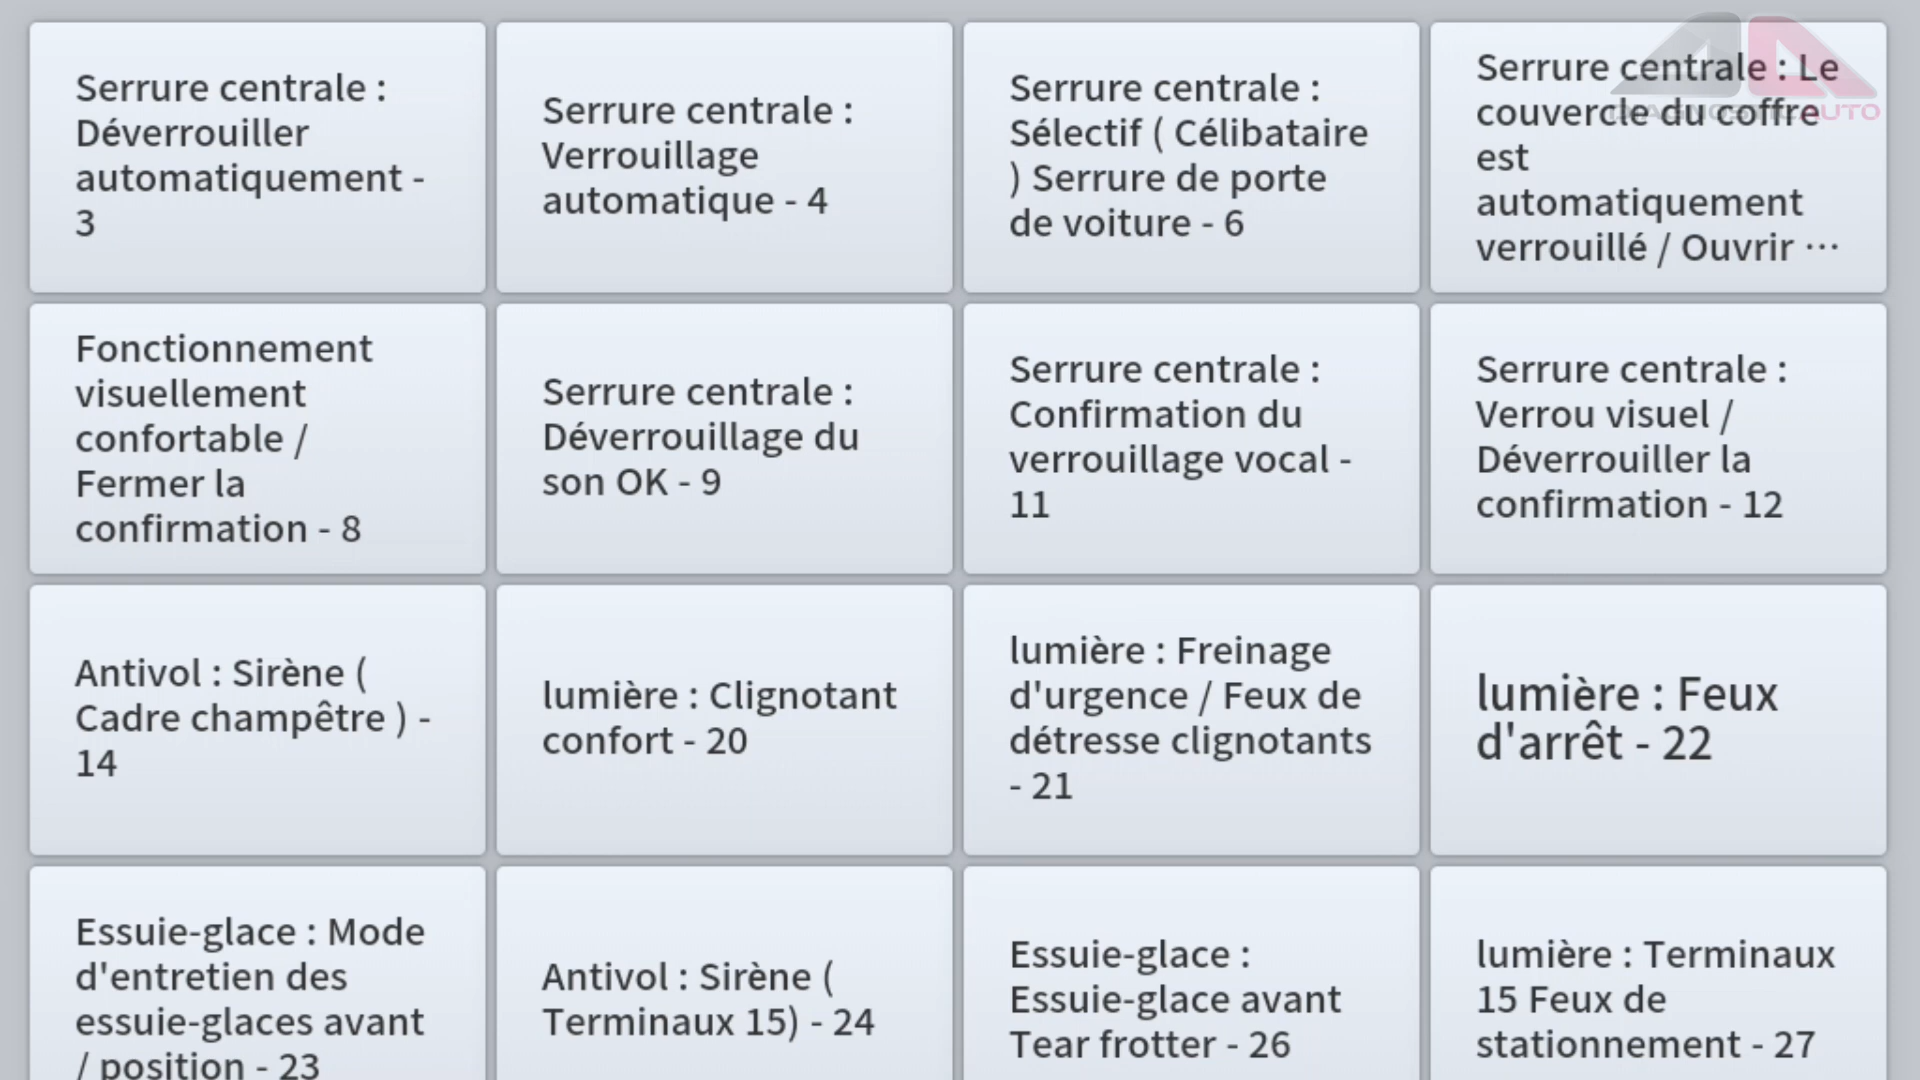 Serrure centrale :
Déverrouiller
automatiquement -
3
Serrure centrale :
Verrouillage
automatique - 4
Serrure centrale :
Sélectif ( Célibataire
) Serrure de porte
de voiture - 6
Serrure centrale : Le
couvercle du coffre
est
automatiquement
verrouillé / Ouvrir ···
DIAGNOSTIC AUTO
Fonctionnement
visuellement
confortable /
Fermer la
confirmation - 8
Serrure centrale :
Déverrouillage du
son OK - 9
Serrure centrale :
Confirmation du
verrouillage vocal -
11
Serrure centrale :
Verrou visuel /
Déverrouiller la
confirmation - 12
Antivol : Sirène (
Cadre champêtre ) -
14
lumière : Clignotant
confort - 20
lumière : Freinage
d'urgence / Feux de
détresse clignotants
- 21
lumière : Feux
d'arrêt - 22
Essuie-glace : Mode
d'entretien des
essuie-glaces avant
/ position - 23
Antivol : Sirène (
Terminaux 15) - 24
Essuie-glace :
Essuie-glace avant
Tear frotter - 26
lumière : Terminaux
15 Feux de
stationnement - 27